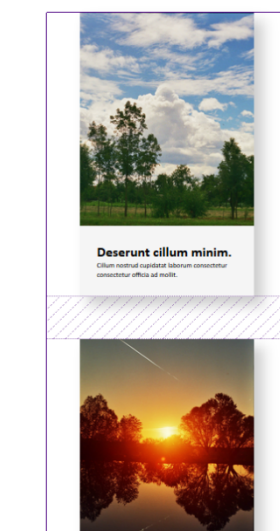 Deserunt cillum minim.
Cillum nostrud cupidatat laborum consectetur
consectetur officia ad mollit.